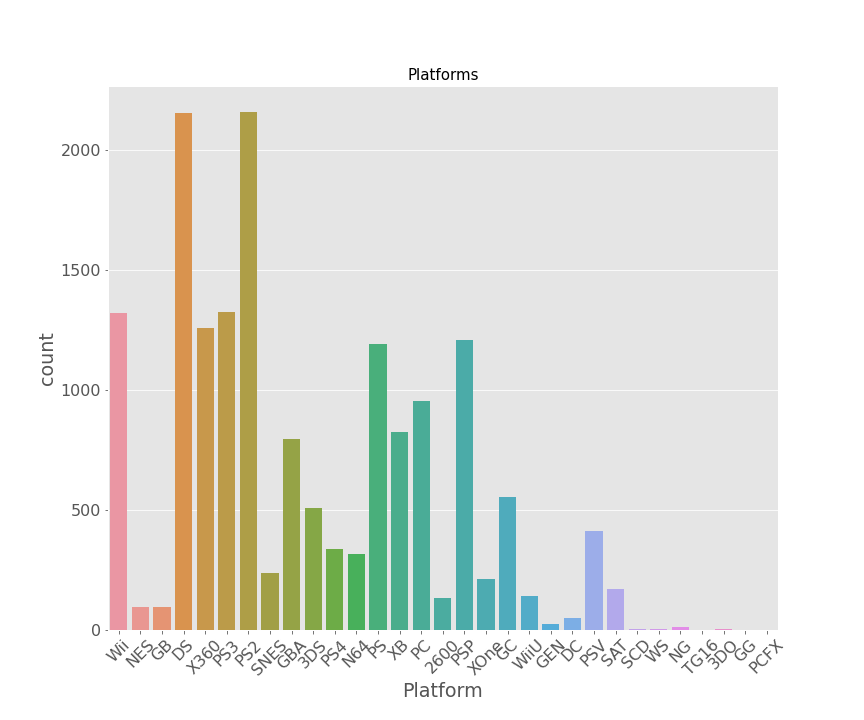 Platforms
2000
1500
1000
500
0
count
Wii NES GB DS X360 PS3 PS2 SNES GBA 3DS PS4 N64 PS XB PC 2600 PSP XOne GC WiiU GEN DC PSV SAT SCD WS NG TG16 3DO GG PCFX
Platform